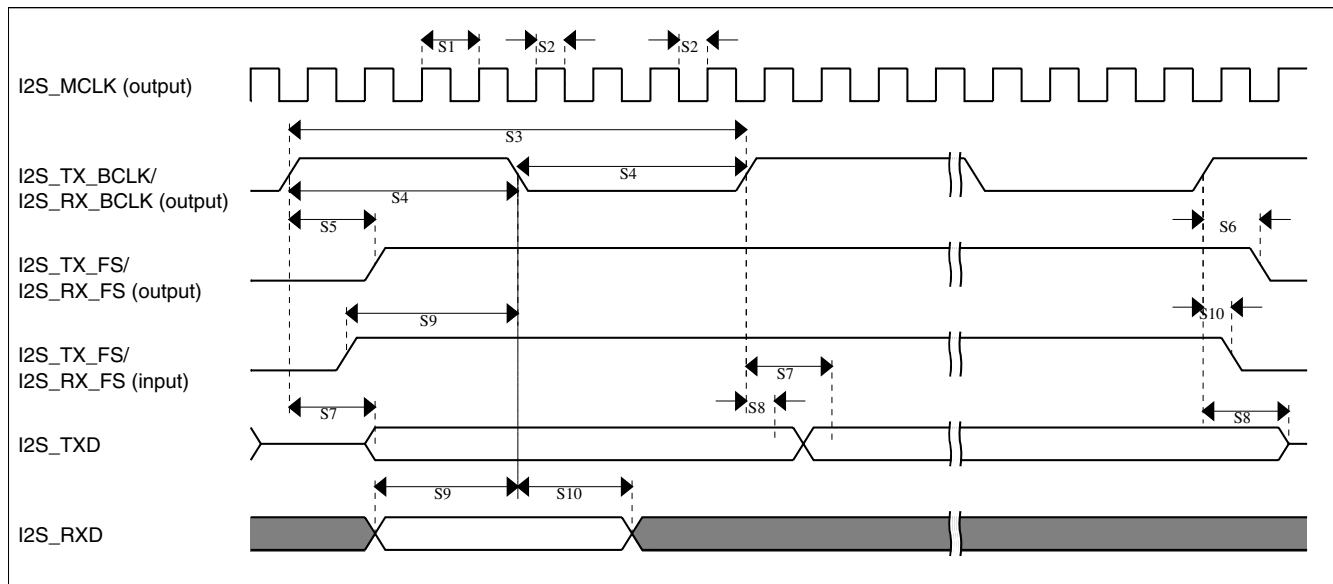 S1 S2 S2
I2S_MCLK (output)
S3
I2S_TX_BCLK/
I2S_RX_BCLK (output)
S4
S4
S5
S6
I2S_TX_FS/
I2S_RX_FS (output)
S9
S10
I2S_TX_FS/
I2S_RX_FS (input)
S7
S7
S8
S8
I2S_TXD
S9 S10
I2S_RXD